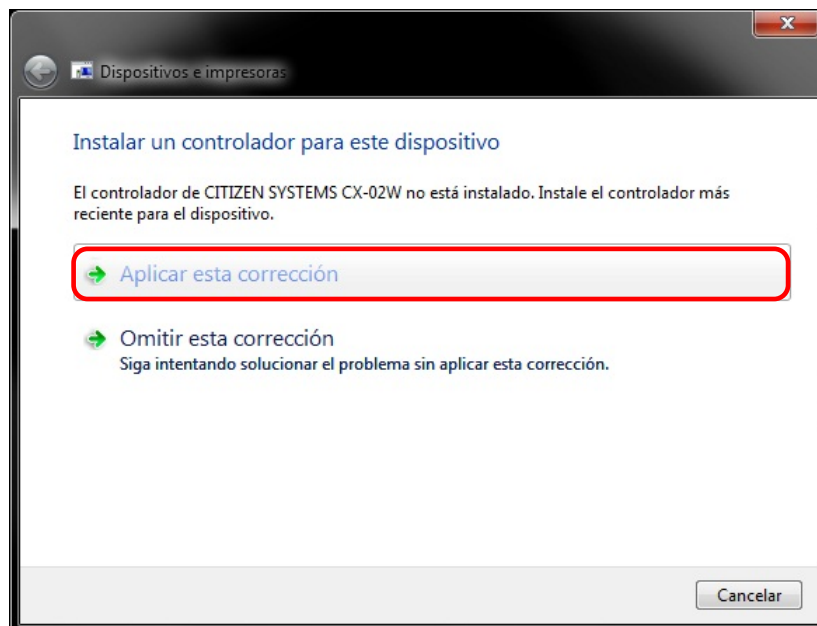 Dispositivos e impresoras
Instalar un controlador para este dispositivo
El controlador de CITIZEN SYSTEMS CX-02W no está instalado. Instale el controlador más
reciente para el dispositivo.
Aplicar esta corrección
Omitir esta corrección
Siga intentando solucionar el problema sin aplicar esta corrección.
Cancelar